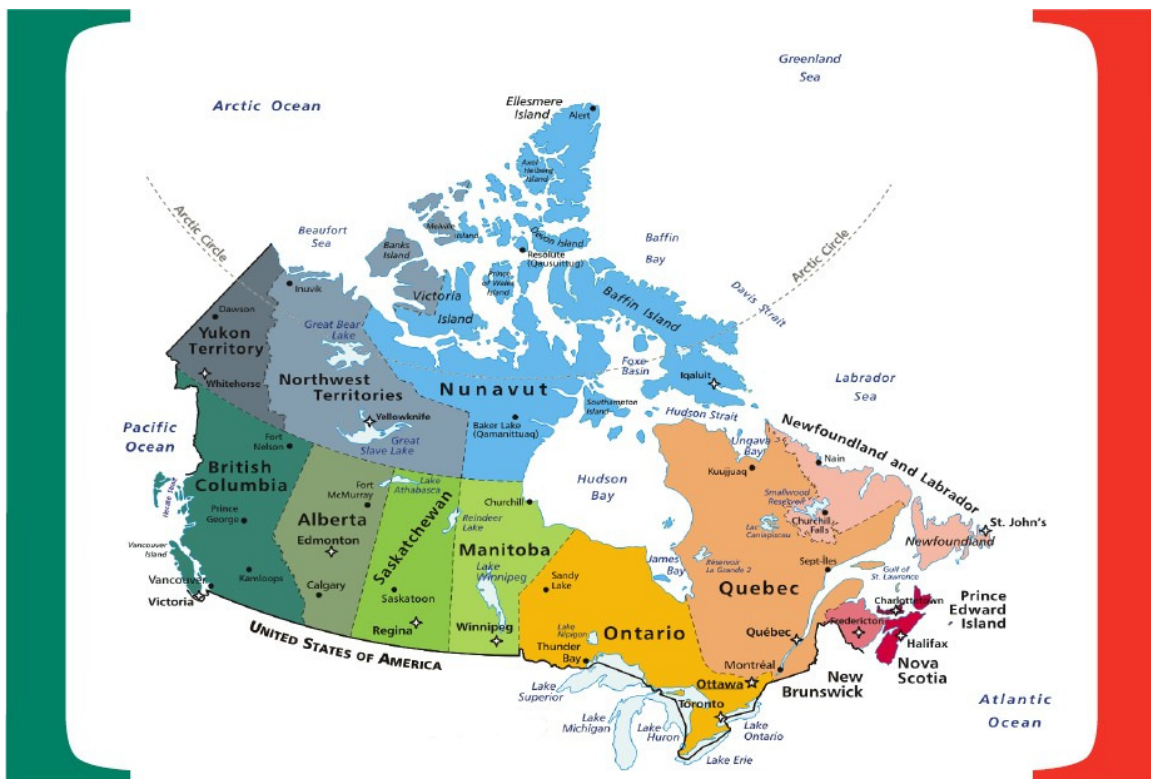 Greenland
Sea
Arctic Ocean
Ellesmere
Island
Alert
Axel
Heiberg
Island
Arctic Circle
Beaufort
Sea
Melville
Island
Devon Island
Banks
Island
Resolute
(Qausuittuq)
Baffin
Bay
Arctic Circle
Prince
of Wales
Island
Victoria
Island
Baffin Island
Davis Strait
Inuvik
Dawson
Yukon
Territory
Great Bear
Lake
Whitehorse
Northwest
Territories
Nunavut
Foxe
Basin
Iqaluit
Labrador
Sea
Yellowknife
Great
Slave Lake
Baker Lake
(Qamanittuaq)
Southampton
Island
Hudson Strait
Newfoundland and Labrador
Pacific
Ocean
Fort
Nelson
British
Columbia
Ungava
Bay
Kuujjuaq
Nain
Hudson
Bay
Fort
McMurray
Lake
Athabasca
Smallwood
Reservoir
Churchill
Falls
Prince
George
Alberta
Edmonton
Saskatchewan
Reindeer
Lake
Churchill
Lac
Caniapiscau
St. John's
Newfoundland
Manitoba
Vancouver
Island
Lake
Winnipeg
James
Bay
Réservoir
La Grande 2
Sept-Îles
Gulf of
St. Lawrence
Vancouver
Kamloops
Victoria
Calgary
Saskatoon
Sandy
Lake
Quebec
Charlottetown
Prince
Edward
Island
Regina
Winnipeg
Lake
Nipigon
Ontario
Québec
Fredericton
Halifax
United States of America
Thunder
Bay
Montréal
Nova
Scotia
New
Brunswick
Ottawa
Lake
Superior
Toronto
Lake
Michigan
Lake
Huron
Lake
Ontario
Lake Erie
Atlantic
Ocean